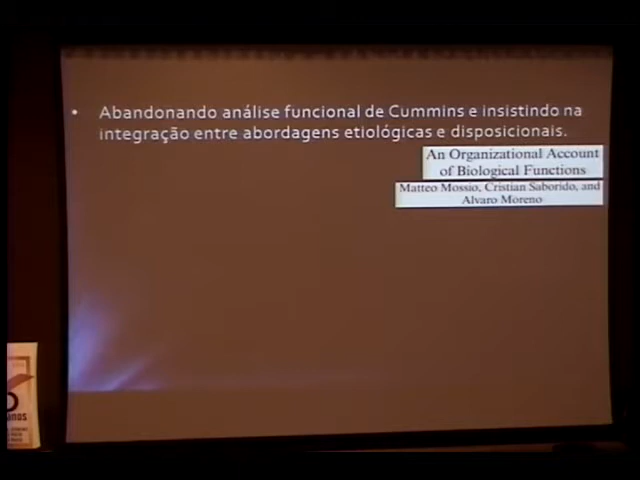 • Abandonando análise funcional de Cummins e insistindo na
integração entre abordagens etiológicas e disposicionais.
An Organizational Account
of Biological Functions
Matteo Mossio, Cristian Saborido, and
Alvaro Moreno
anos